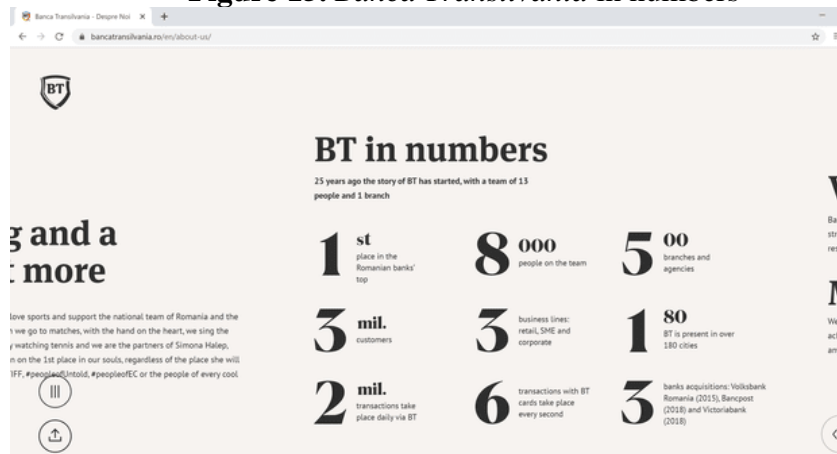 Banca Transilvania - Despre Noi
bancatransilvania.ro/en/about-us/
BT
g and a
t more
love sports and support the national team of Romania and the
we go to matches, with the hand on the heart, we sing the
watching tennis and we are the partners of Simona Halep,
on the 1st place in our souls, regardless of the place she will
IFF, #peopleofUntold, #peopleofEC or the people of every cool
BT in numbers
25 years ago the story of BT has started, with a team of 13
people and 1 branch
1 st
place in the
Romanian banks'
top
8 000
people on the team
5 00
branches and
agencies
3 mil.
customers
3 business lines:
retail, SME and
corporate
1 80
BT is present in over
180 cities
2 mil.
transactions take
place daily via BT
6 transactions with BT
cards take place
every second
3 banks acquisitions: Volksbank
Romania (2015), Bancpost
(2018) and Victoriabank
(2018)